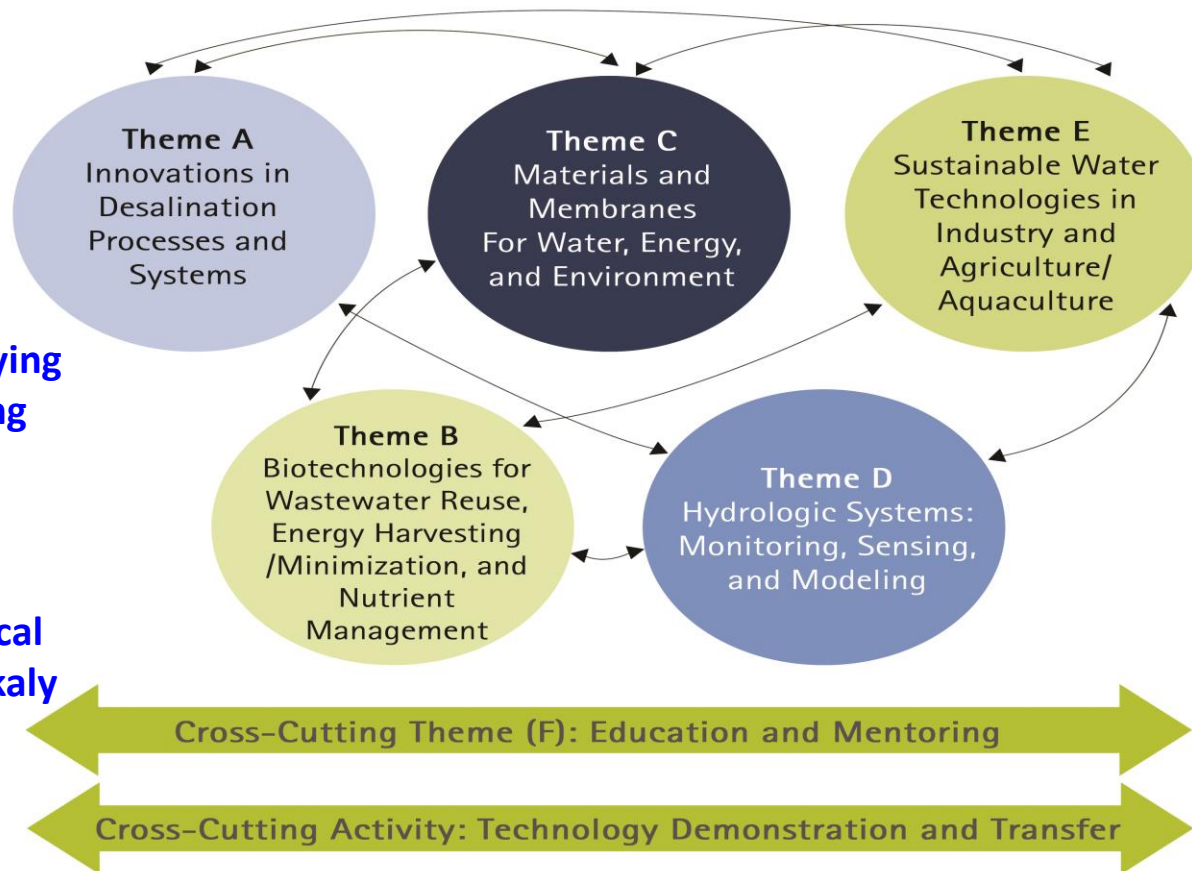 Theme A
Innovations in
Desalination
Processes and
Systems
Theme C
Materials and
Membranes
For Water, Energy,
and Environment
Theme E
Sustainable Water
Technologies in
Industry and
Agriculture/
Aquaculture
Theme B
Biotechnologies for
Wastewater Reuse,
Energy Harvesting
/Minimization, and
Nutrient
Management
Theme D
Hydrologic Systems:
Monitoring, Sensing,
and Modeling
Cross-Cutting Theme (F): Education and Mentoring
Cross-Cutting Activity: Technology Demonstration and Transfer